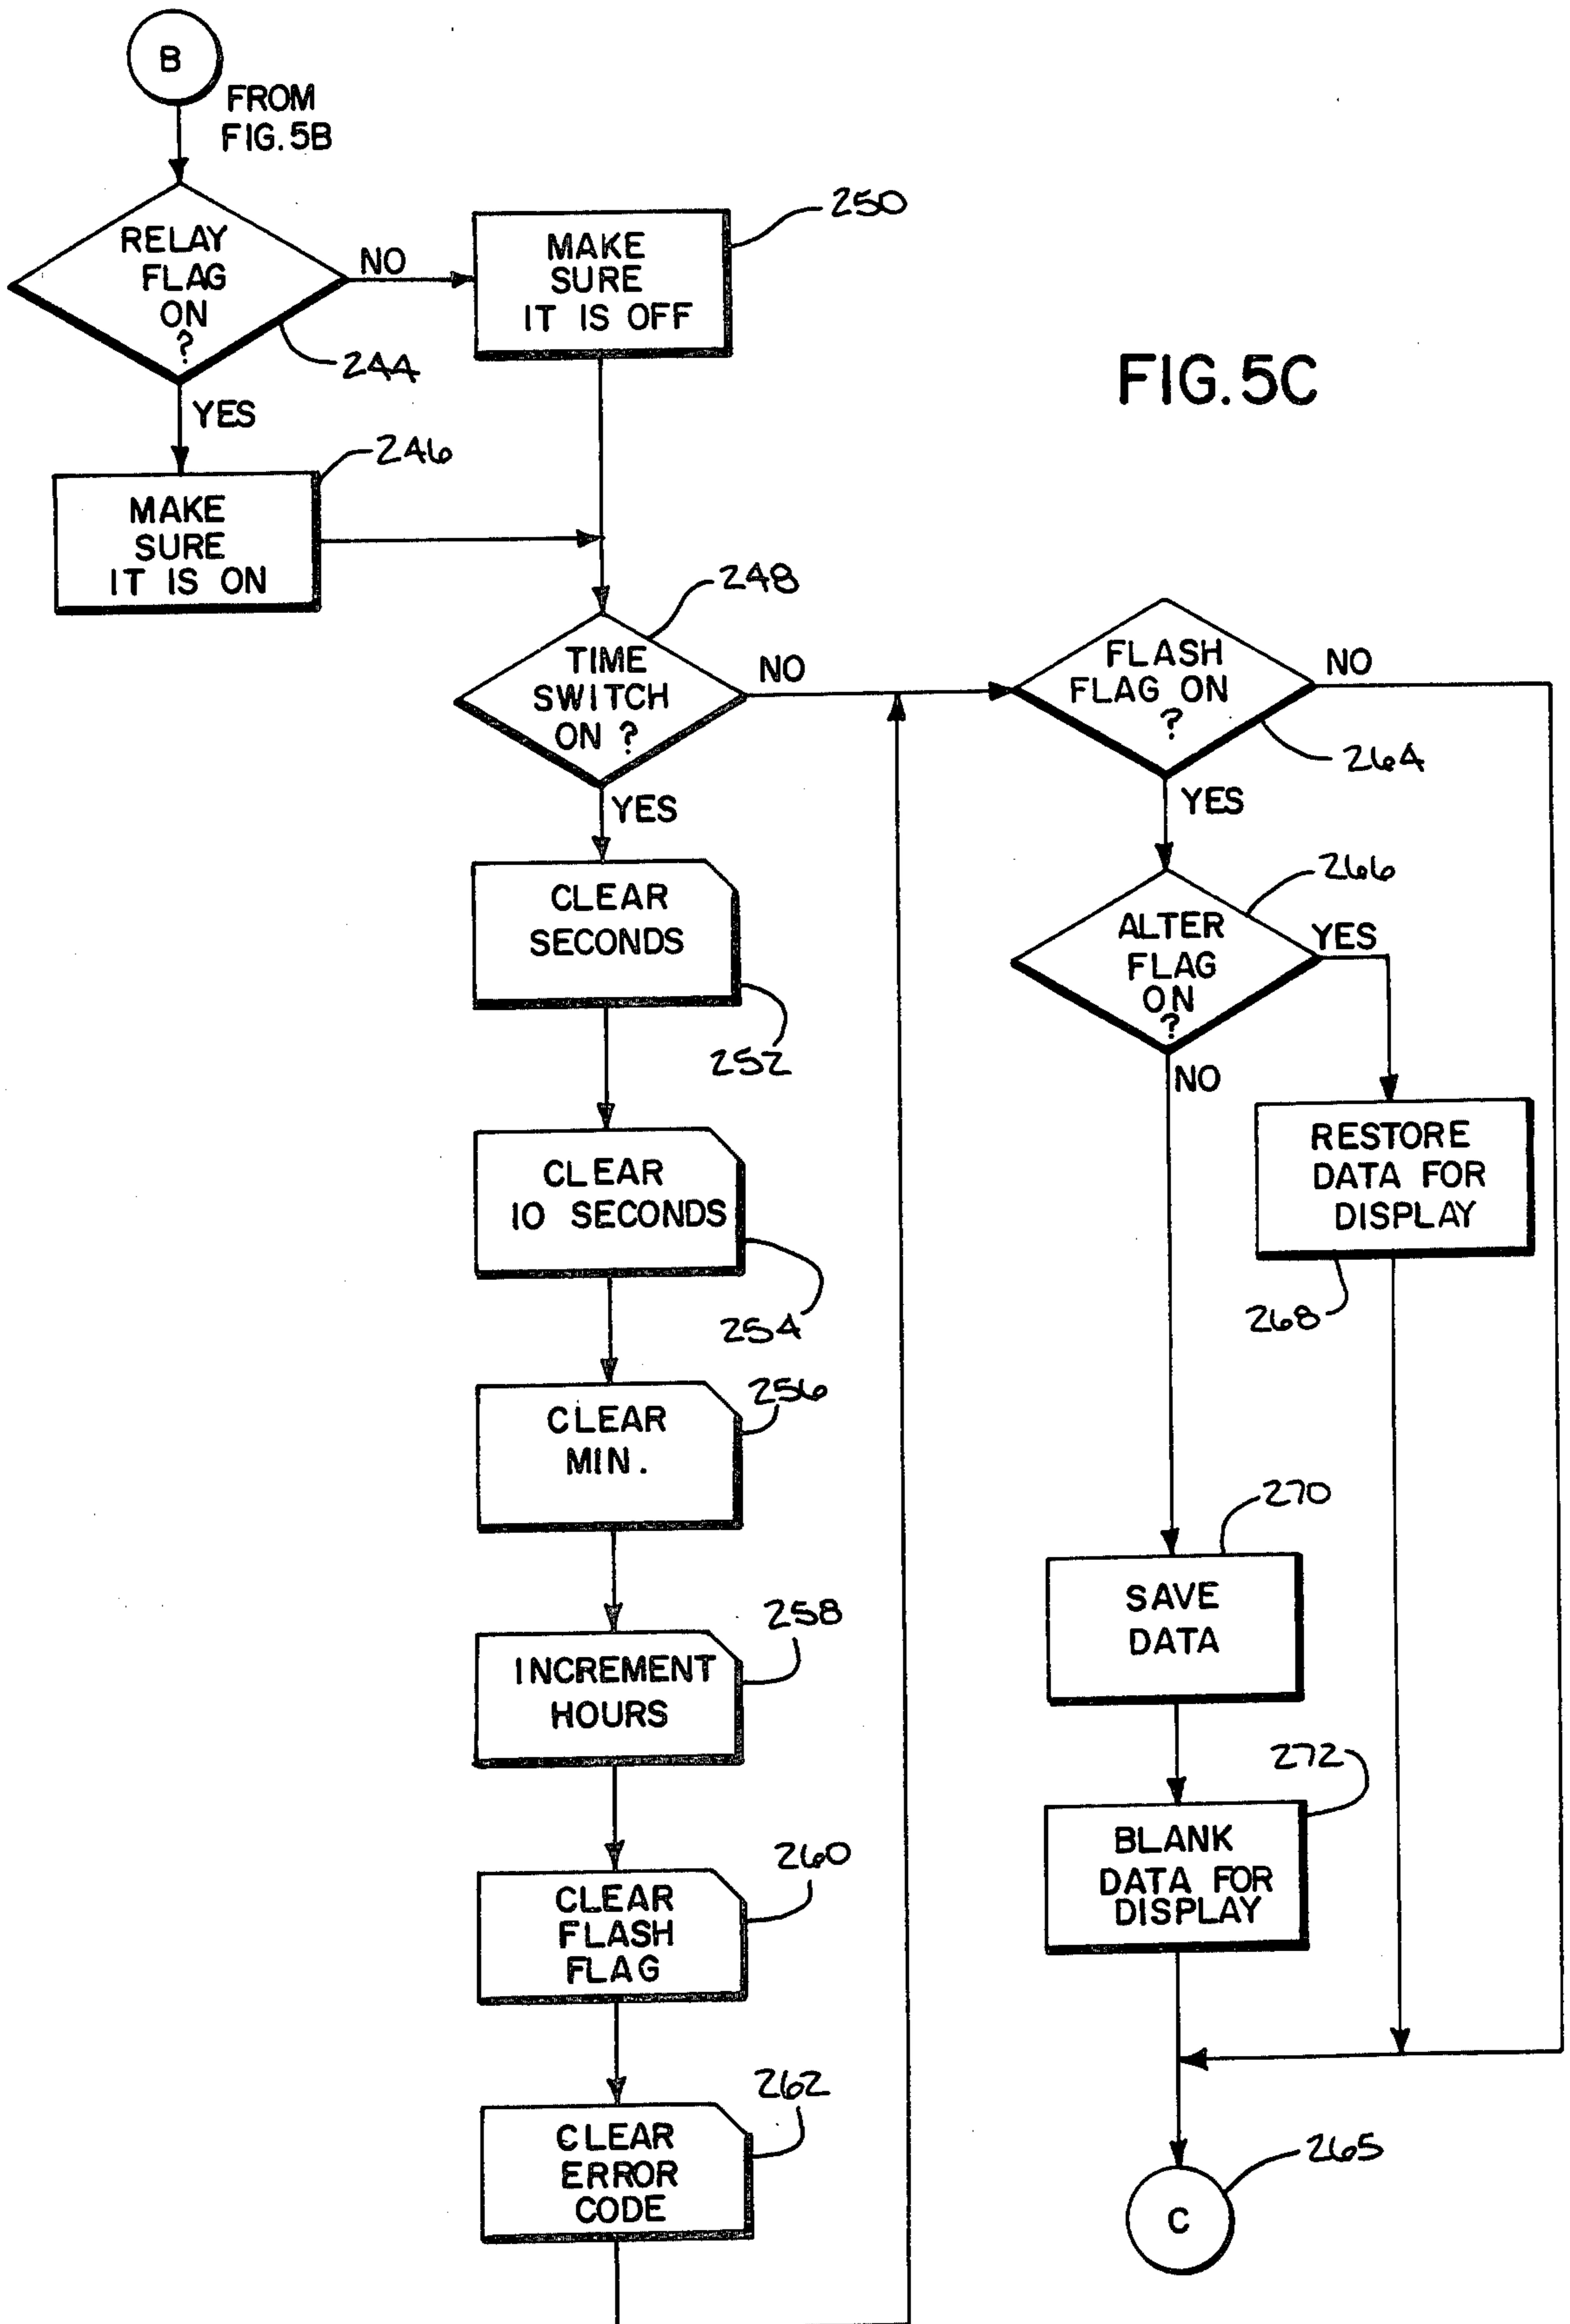 B
FROM
FIG. 5B
RELAY
FLAG
ON
?
244
NO
MAKE
SURE
IT IS OFF
250
FIG. 5C
YES
MAKE
SURE
IT IS ON
246
TIME
SWITCH
ON ?
248
NO
YES
CLEAR
SECONDS
252
CLEAR
10 SECONDS
254
CLEAR
MIN.
256
INCREMENT
HOURS
258
CLEAR
FLASH
FLAG
260
CLEAR
ERROR
CODE
262
FLASH
FLAG ON
?
264
NO
YES
ALTER
FLAG
ON
?
266
YES
NO
RESTORE
DATA FOR
DISPLAY
268
SAVE
DATA
270
BLANK
DATA FOR
DISPLAY
272
C
265